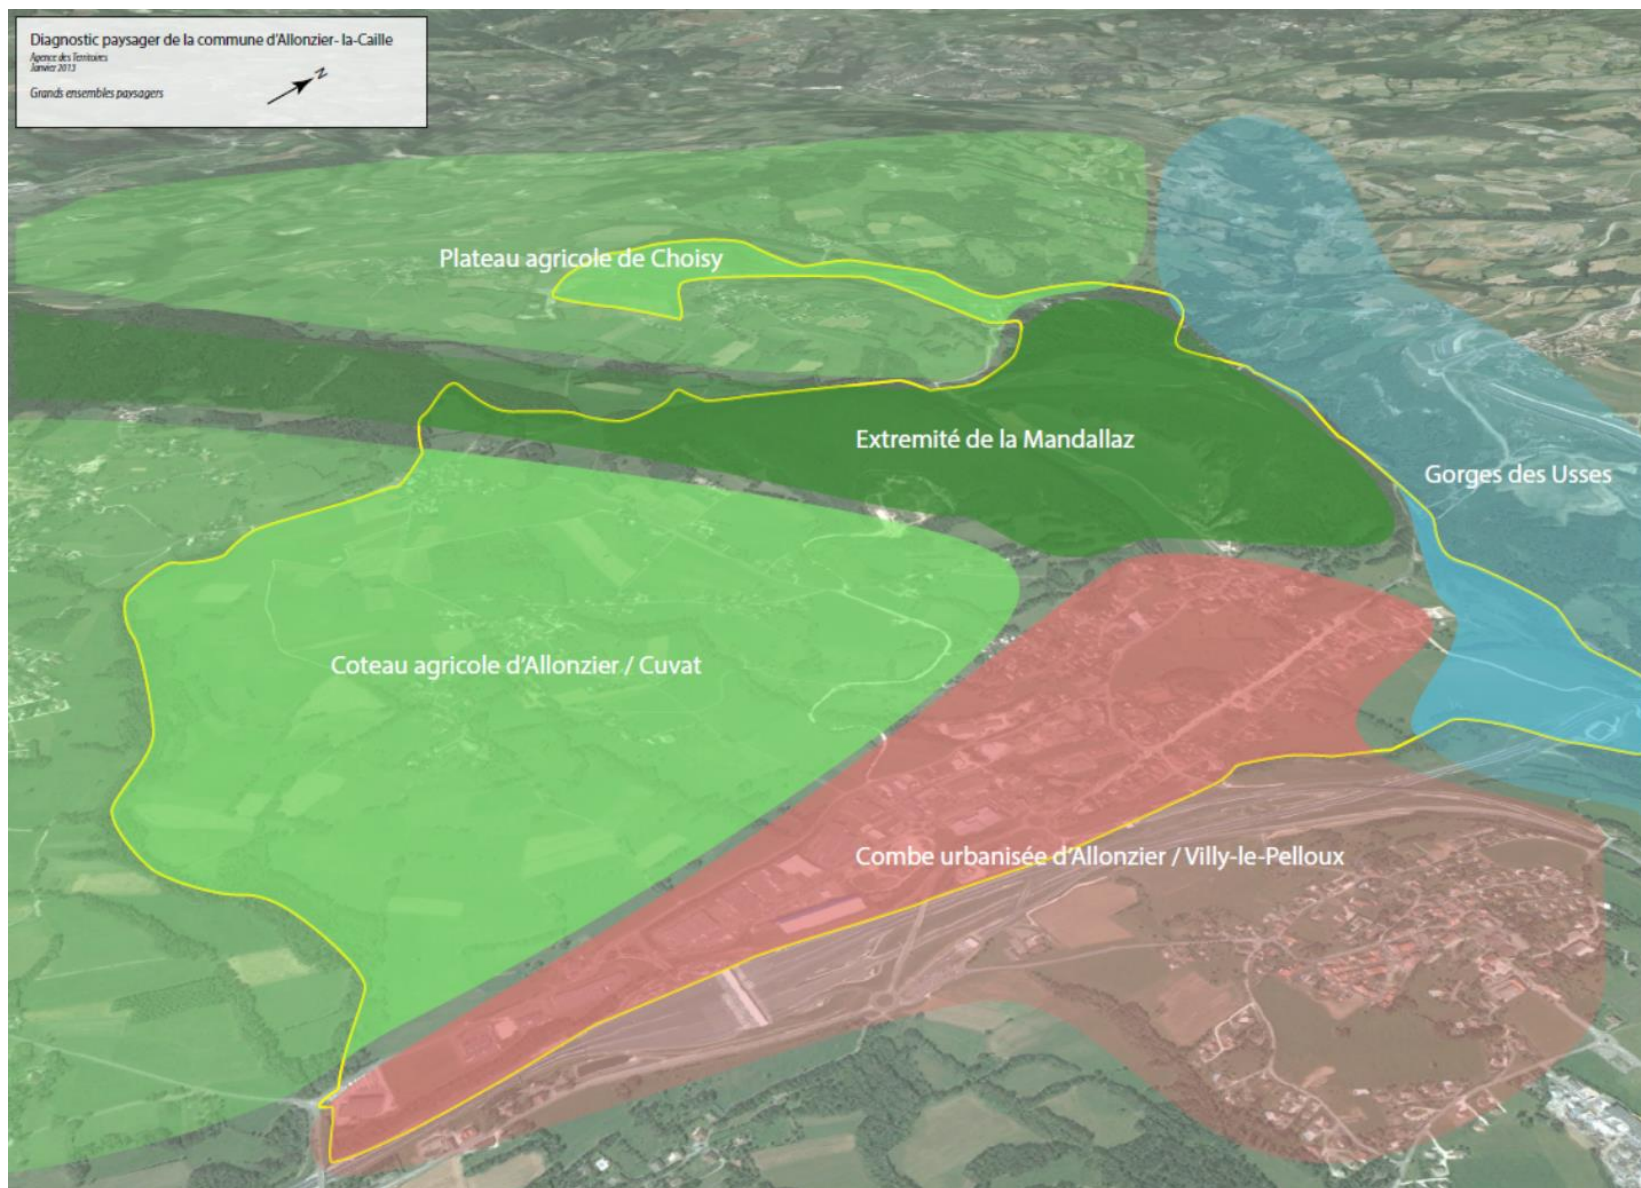 Diagnostic paysager de la commune d'Allonzier- la-Caille
Agence des Territoires
Janvier 2013
Grands ensembles paysagers
N
Plateau agricole de Choisy
Extremité de la Mandallaz
Gorges des Usses
Coteau agricole d'Allonzier / Cuvat
Combe urbanisée d'Allonzier / Villy-le-Pelloux